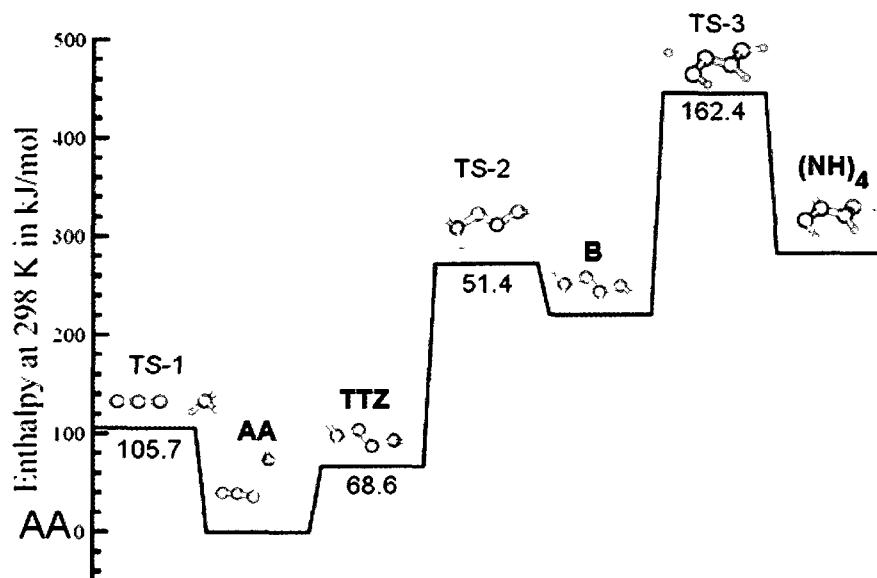 TS-3
500
162.4
400
(NH)4
TS-2
300
B
51.4
200
TS-1
TTZ
AA
100
105.7
68.6
AA 0
Enthalpy at 298 K in kJ/mol